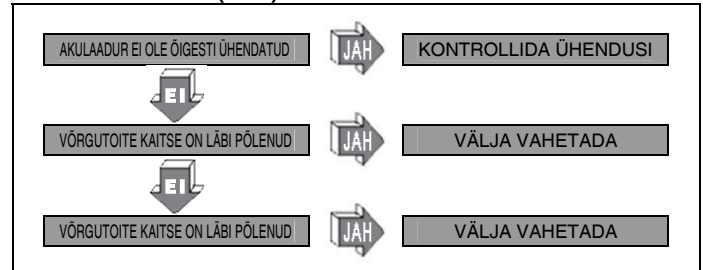 AKULAADUR EI OLE ÕIGESTI ÜHENDATUD JAH KONTROLLIDA ÜHENDUSI
EI
VÕRGUTOITE KAITSE ON LÄBI PÕLENUD JAH VÄLJA VAHETADA
EI
VÕRGUTOITE KAITSE ON LÄBI PÕLENUD JAH VÄLJA VAHETADA